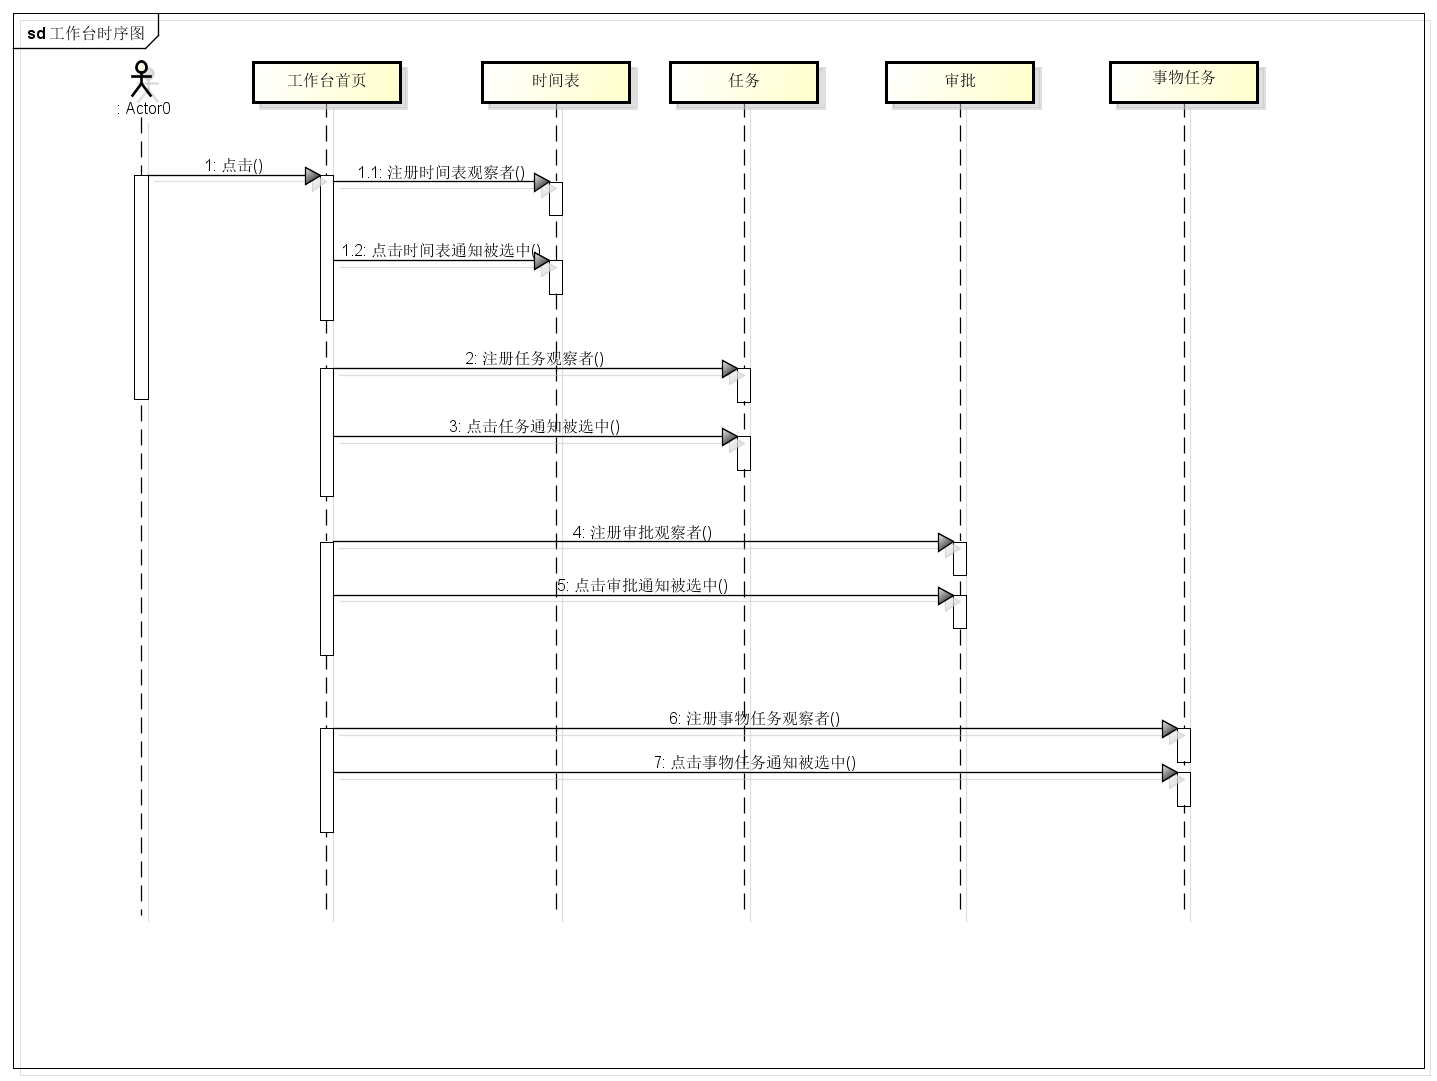 sd 工作台时序图
: Actor0
工作台首页
时间表
任务
审批
事物任务
1: 点击()
1.1: 注册时间表观察者()
1.2: 点击时间表通知被选中()
2: 注册任务观察者()
3: 点击任务通知被选中()
4: 注册审批观察者()
5: 点击审批通知被选中()
6: 注册事物任务观察者()
7: 点击事物任务通知被选中()